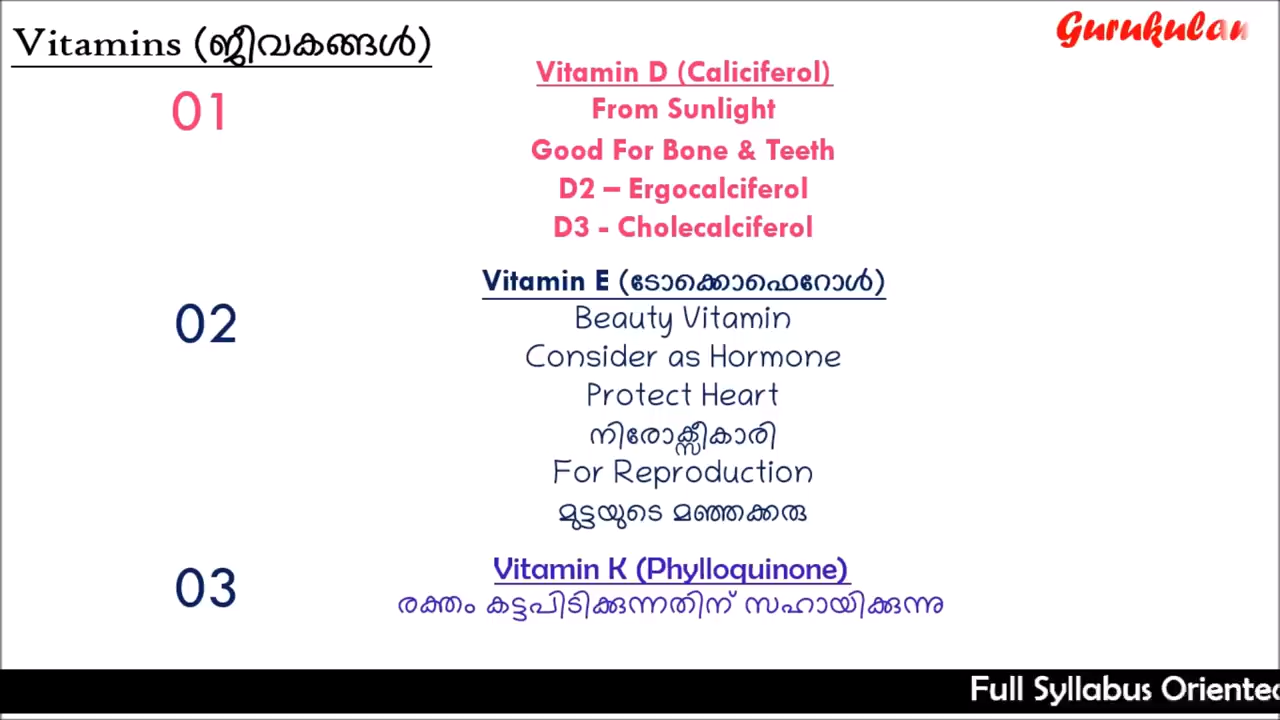 Vitamins (ജീവകങ്ങൾ)
Gurukulam
01
Vitamin D (Caliciferol)
From Sunlight
Good For Bone & Teeth
D2 – Ergocalciferol
D3 - Cholecalciferol
02
Vitamin E (ടോക്കൊഫെറോൾ)
Beauty Vitamin
Consider as Hormone
Protect Heart
നിരോക്സീകാരി
For Reproduction
മുട്ടയുടെ മഞ്ഞക്കരു
03
Vitamin K (Phylloquinone)
രക്തം കട്ടപിടിക്കുന്നതിന് സഹായിക്കുന്നു
Full Syllabus Oriented